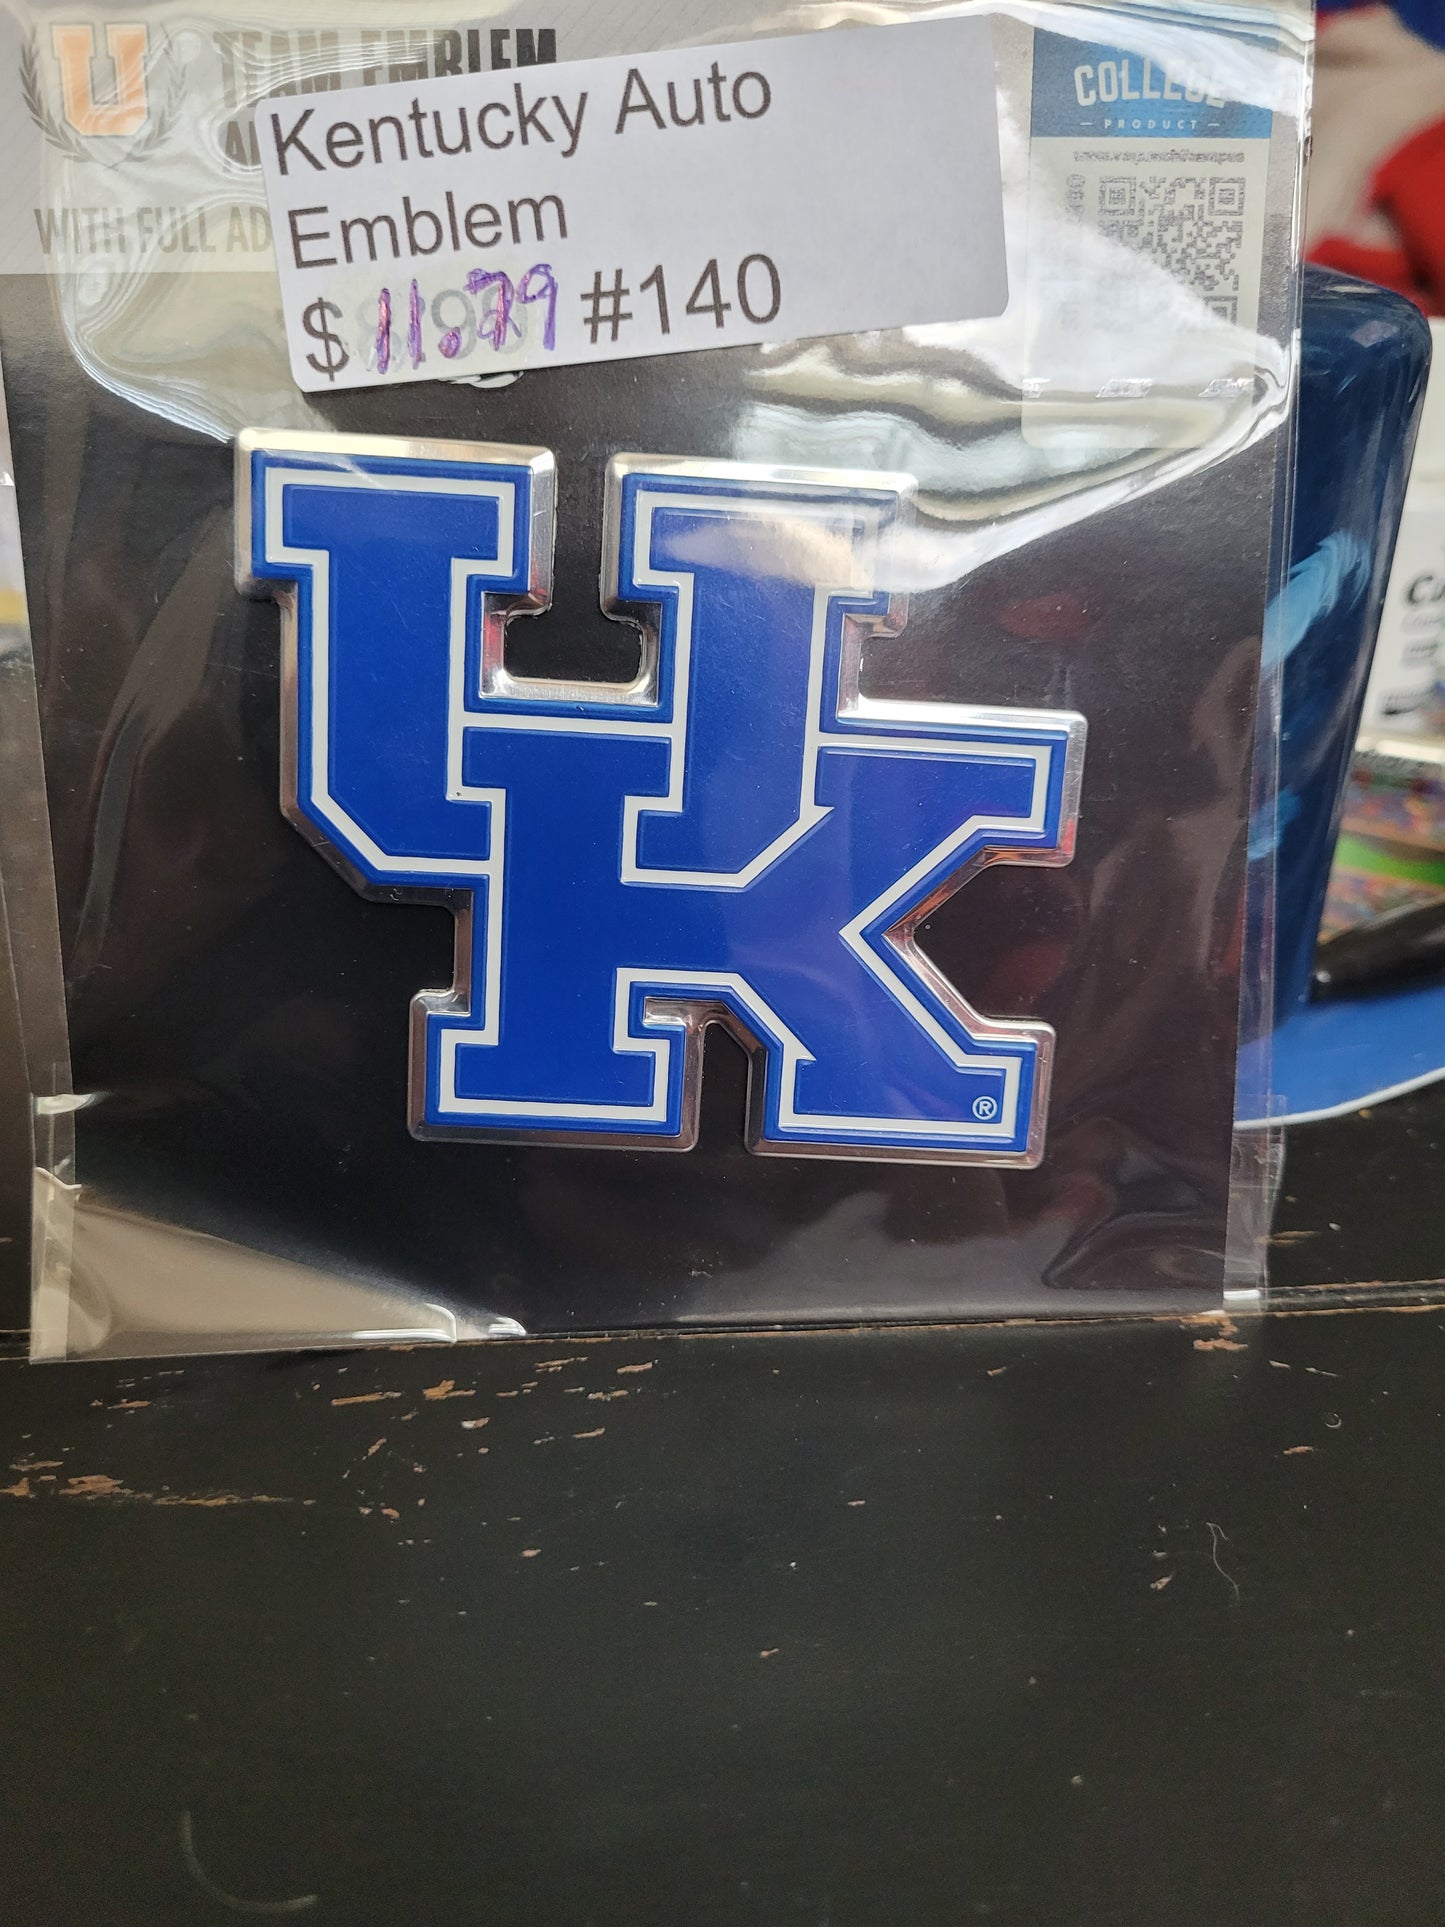 TEAM EMBLEM
WITH FULL AD
Kentucky Auto
Emblem
$11.79 #140
COLLEGE
— PRODUCT —
UK
®